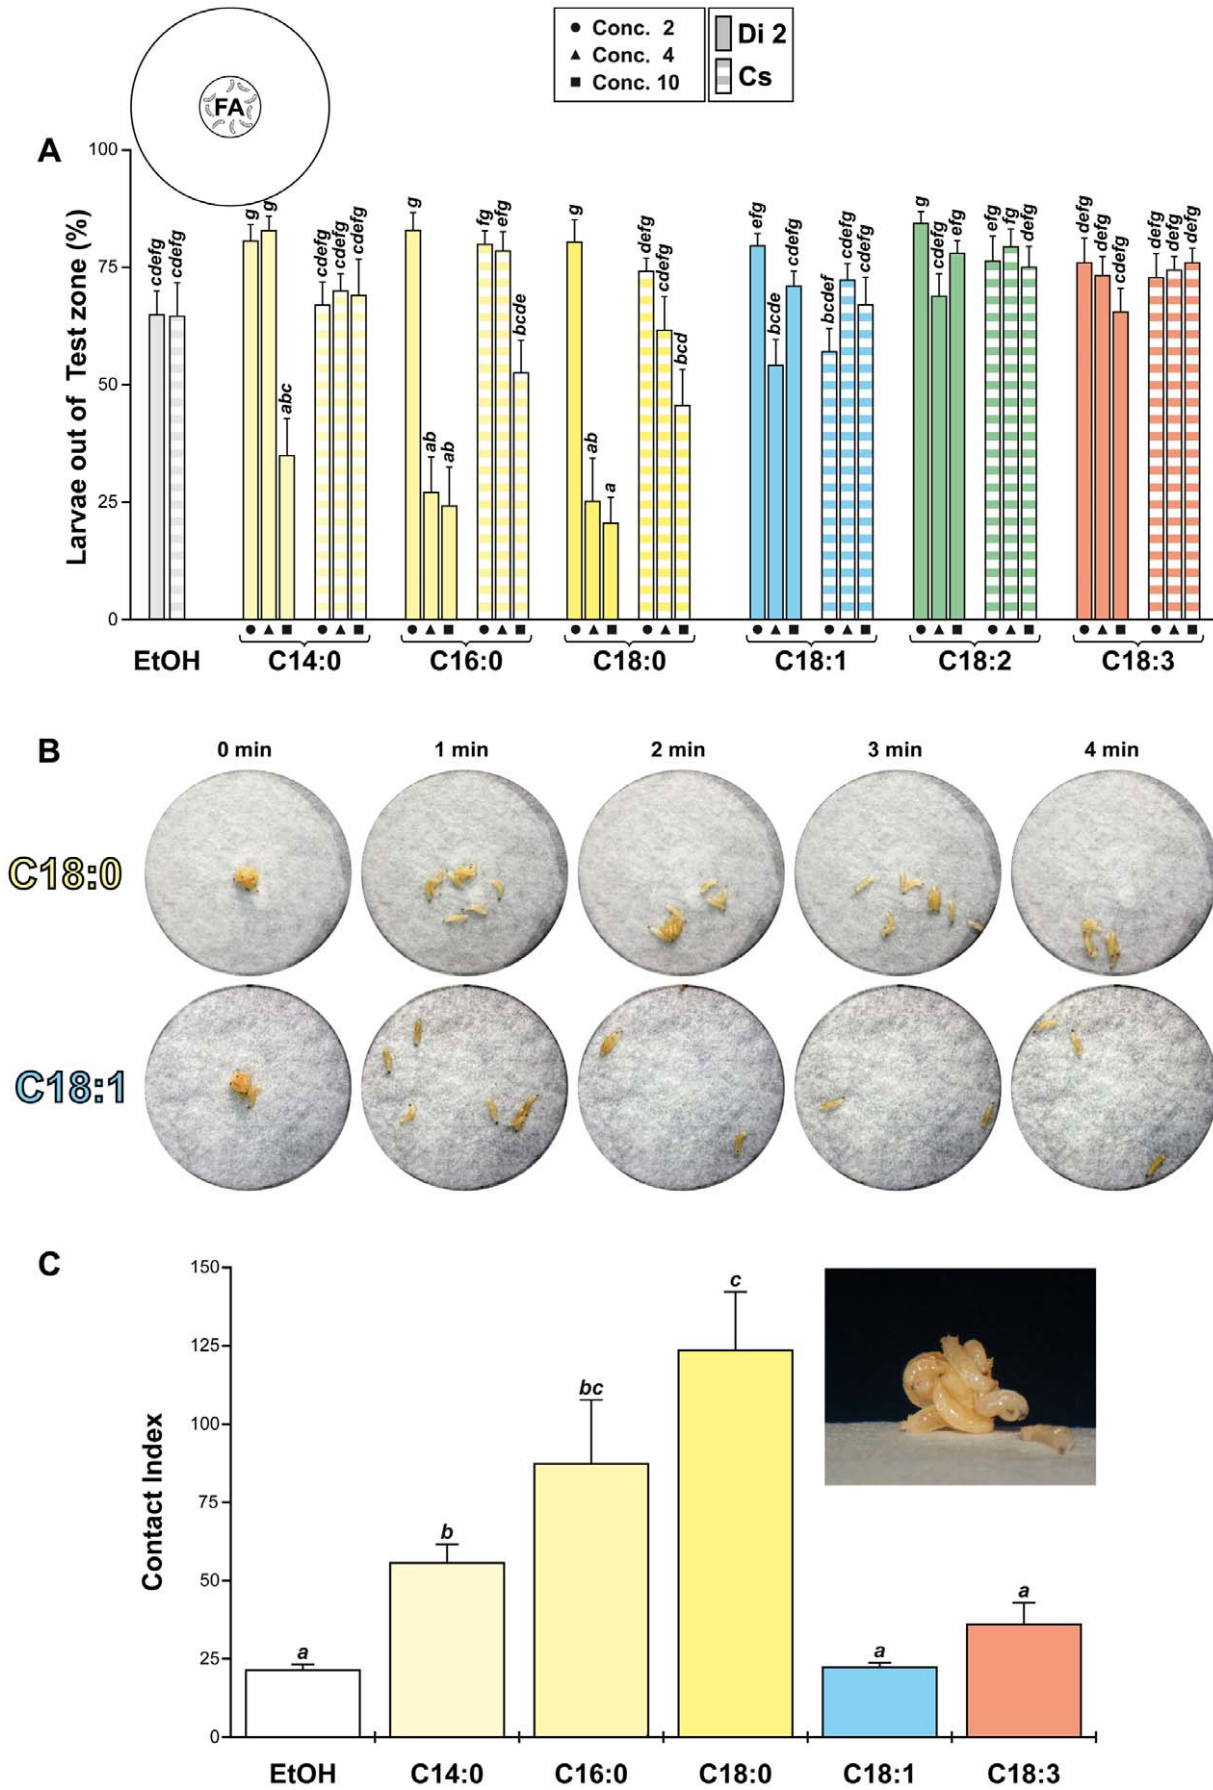 Conc. 2
Conc. 4
Conc. 10
Di 2
Cs
FA
A
Larvae out of Test zone (%)
100
75
50
25
0
cdefg
cdefg
g
g
abc
cdefg
cdefg
cdefg
g
ab
ab
fg
efg
bcde
g
ab
a
defg
cdefg
bcd
efg
bcde
cdefg
bcdef
cdefg
cdefg
g
cdefg
efg
efg
fg
defg
defg
defg
cdefg
defg
defg
defg
EtOH
C14:0
C16:0
C18:0
C18:1
C18:2
C18:3
B
0 min
1 min
2 min
3 min
4 min
C18:0
C18:1
C
Contact Index
150
125
100
75
50
25
0
a
b
bc
c
a
a
EtOH
C14:0
C16:0
C18:0
C18:1
C18:3